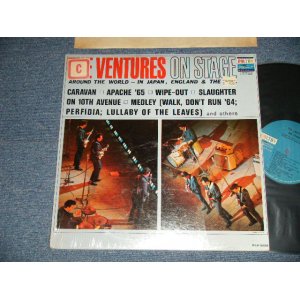 C
VENTURES ON STAGE
AROUND THE WORLD — IN JAPAN, ENGLAND & THE
CARAVAN □ APACHE '65 □ WIPE-OUT □ SLAUGHTER
ON 10TH AVENUE □ MEDLEY (WALK, DON'T RUN '64;
PERFIDIA; LULLABY OF THE LEAVES) and others